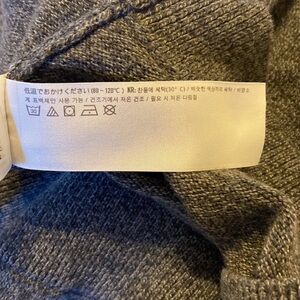 低温でおかけください(80~120℃) KR: 찬물에 세탁(30° C) / 비슷한 색상끼리 세탁 / 비염소
계 표백제만 사용 가능 / 건조기에서 저온 건조 / 필요 시 저온 다림질
30